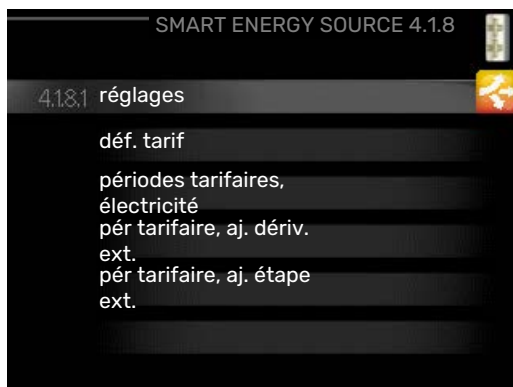 SMART ENERGY SOURCE 4.1.8
4.1.8.1 réglages
déf. tarif
périodes tarifaires,
électricité
pér tarifaire, aj. dériv.
ext.
pér tarifaire, aj. étape
ext.